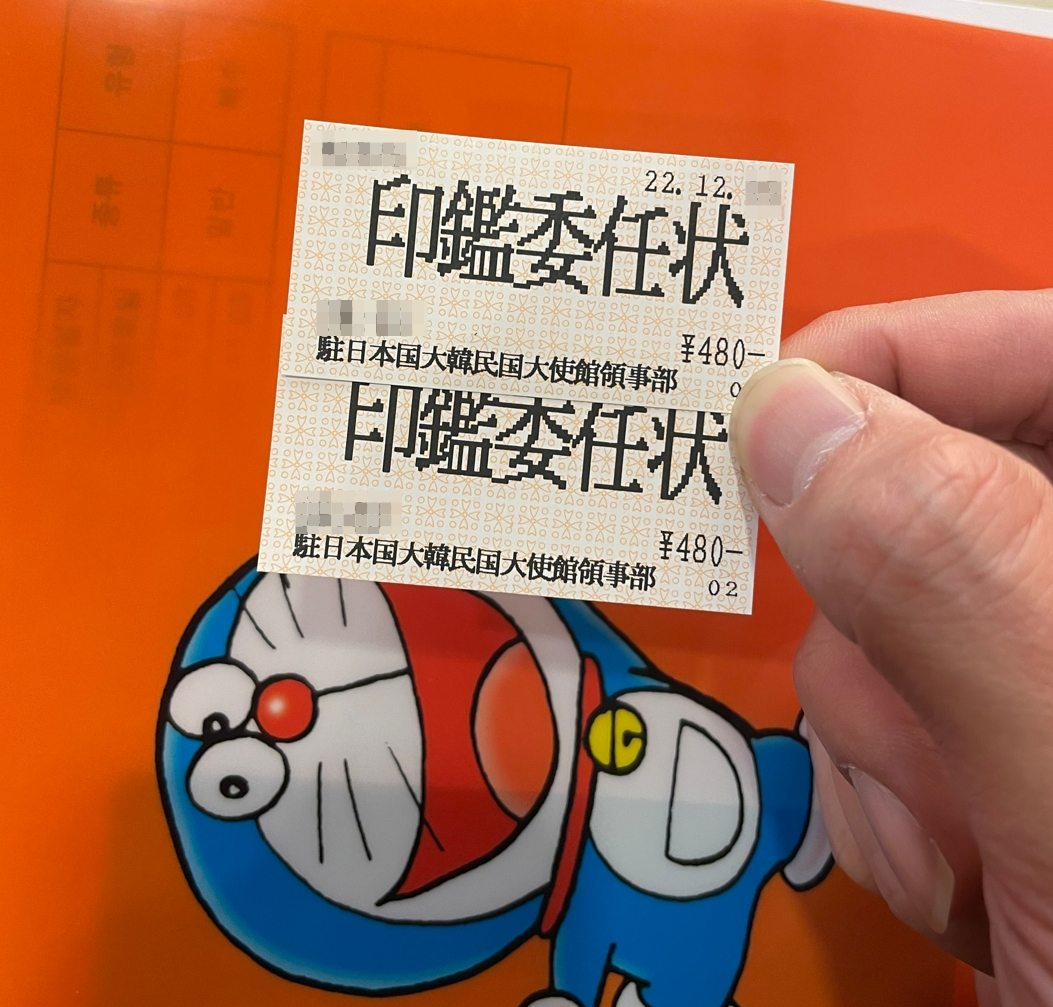 22.12.
印鑑委任状
¥480-
駐日本国大韓民国大使館領事部
印鑑委任状
¥480-
駐日本国大韓民国大使館領事部
02